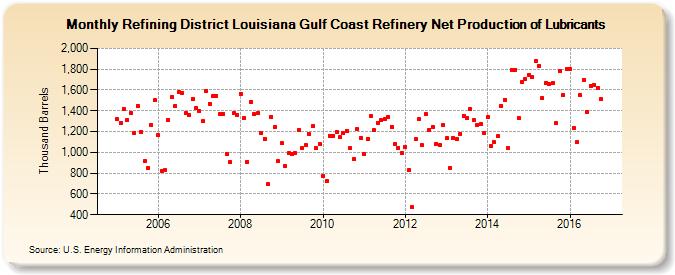 Monthly Refining District Louisiana Gulf Coast Refinery Net Production of Lubricants
Thousand Barrels
2,000
1,800
1,600
1,400
1,200
1,000
800
600
400
2006 2008 2010 2012 2014 2016
Source: U.S. Energy Information Administration